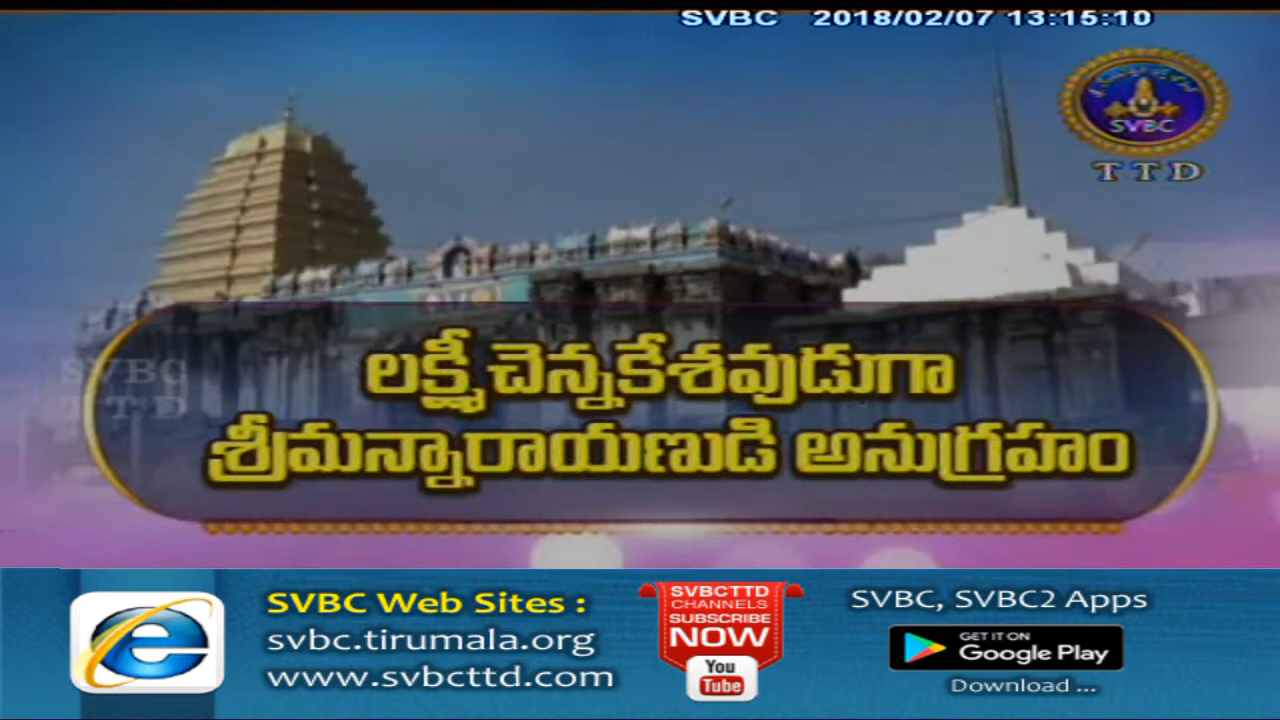 SVBC 2018/02/07 13:15:10
SVBC
T T D
SVBC
T T D
లక్ష్మీచెన్నకేశవుడుగా
శ్రీమన్నారాయణుడి అనుగ్రహం
SVBC Web Sites :
svbc.tirumala.org
www.svbcttd.com
SVBCTTD
CHANNELS
SUBSCRIBE
NOW
You
Tube
SVBC, SVBC2 Apps
GET IT ON
Google Play
Download ...